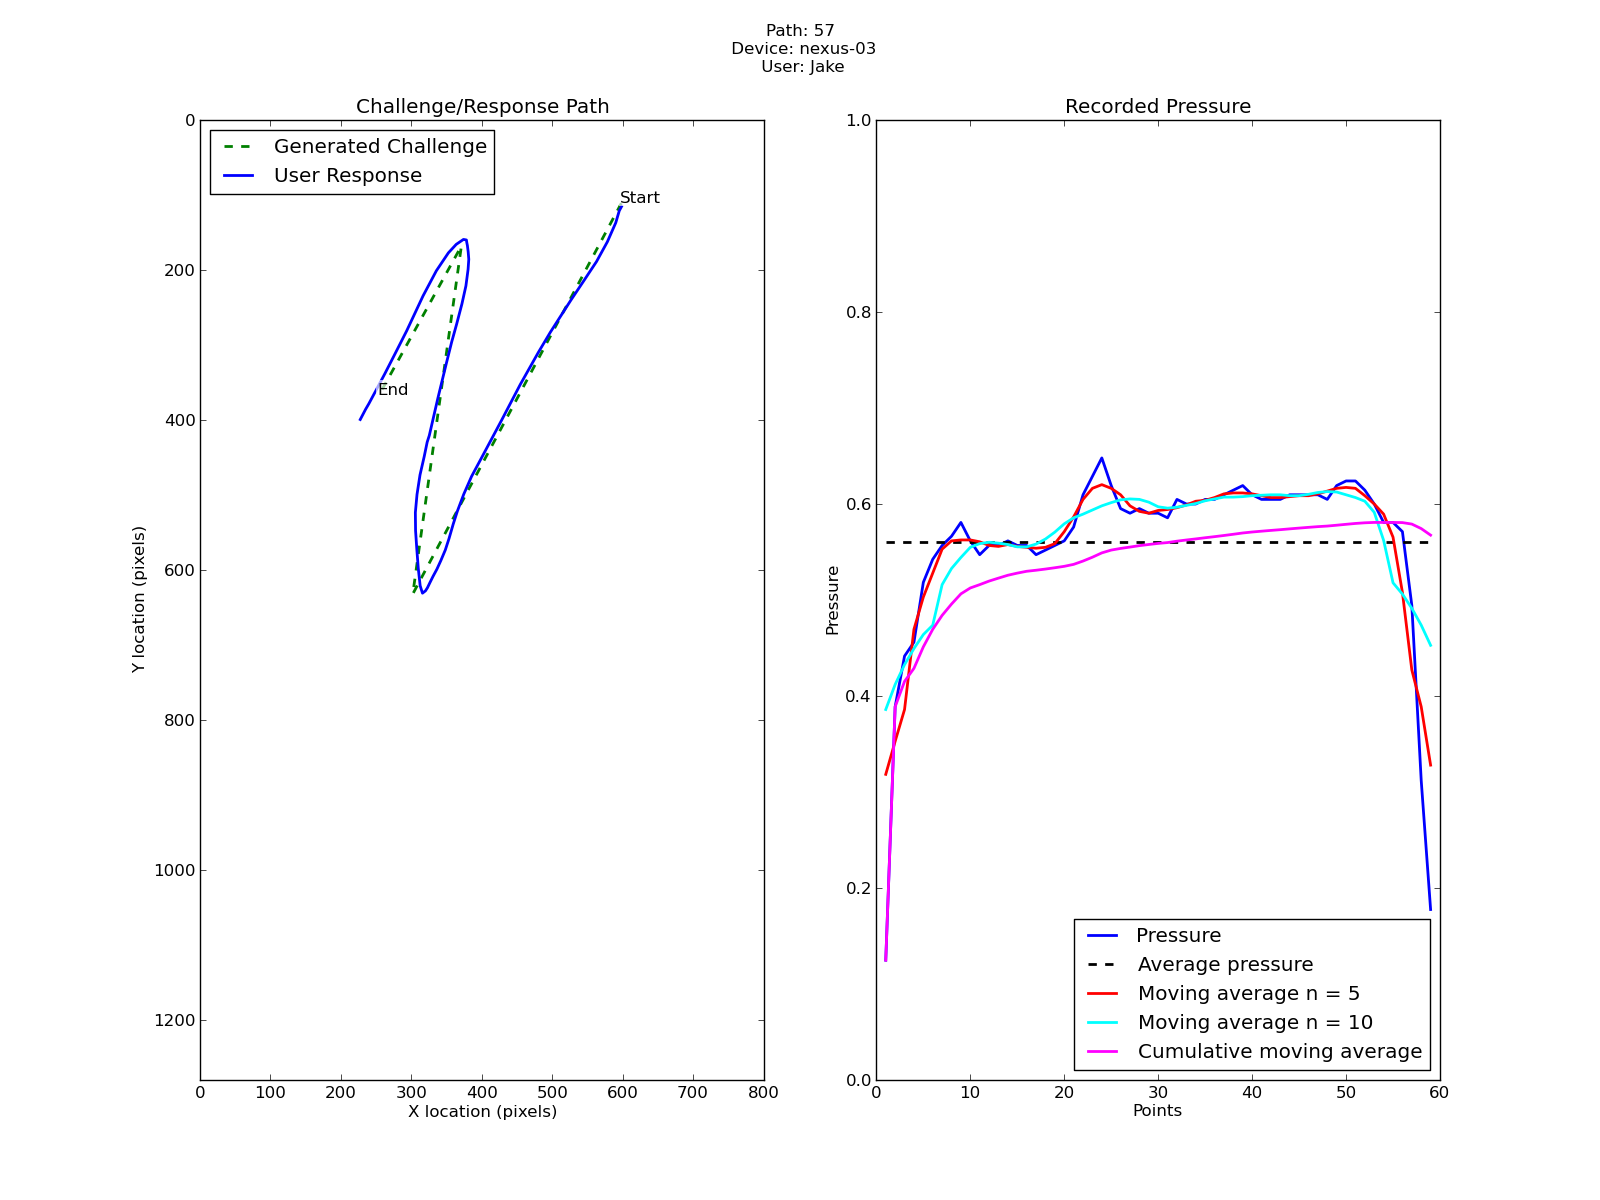 Path: 57
Device: nexus-03
User: Jake
Challenge/Response Path
Generated Challenge
User Response
Start
End
0
200
400
600
800
1000
1200
Y location (pixels)
0 100 200 300 400 500 600 700 800
X location (pixels)
Recorded Pressure
1.0
0.8
0.6
0.4
0.2
0.0
Pressure
Pressure
Average pressure
Moving average n = 5
Moving average n = 10
Cumulative moving average
0 10 20 30 40 50 60
Points